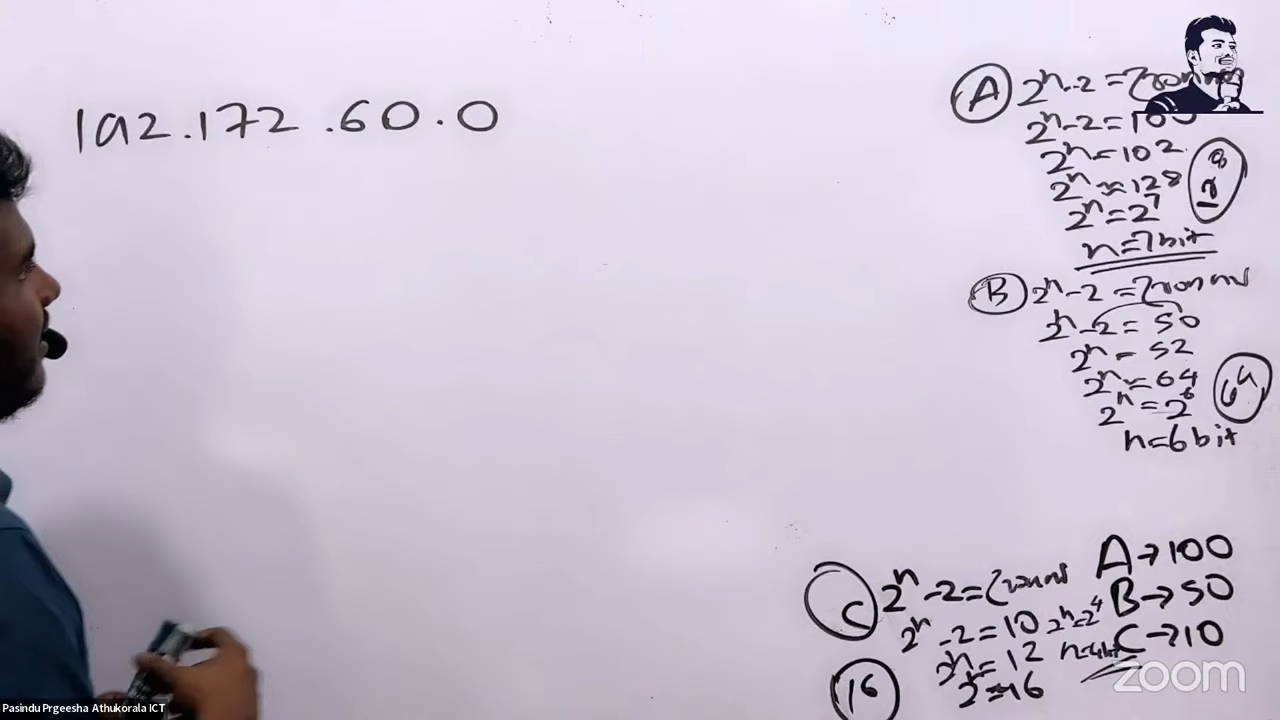 192.172.60.0
A 2^n-2=
2^n-2=100
2^n=102
2^n≈128
2^n=2^7
n=7bit
128
B 2^n-2=
2^n-2=50
2^n=52
2^n≈64
2^n=2^6
n=6bit
64
C 2^n-2=
2^n-2=10
2^n=12
2^n≈16
2^n=2^4
n=4bit
16
A→100
B→50
C→10
zoom
Pasindu Prgeesha Athukorala ICT